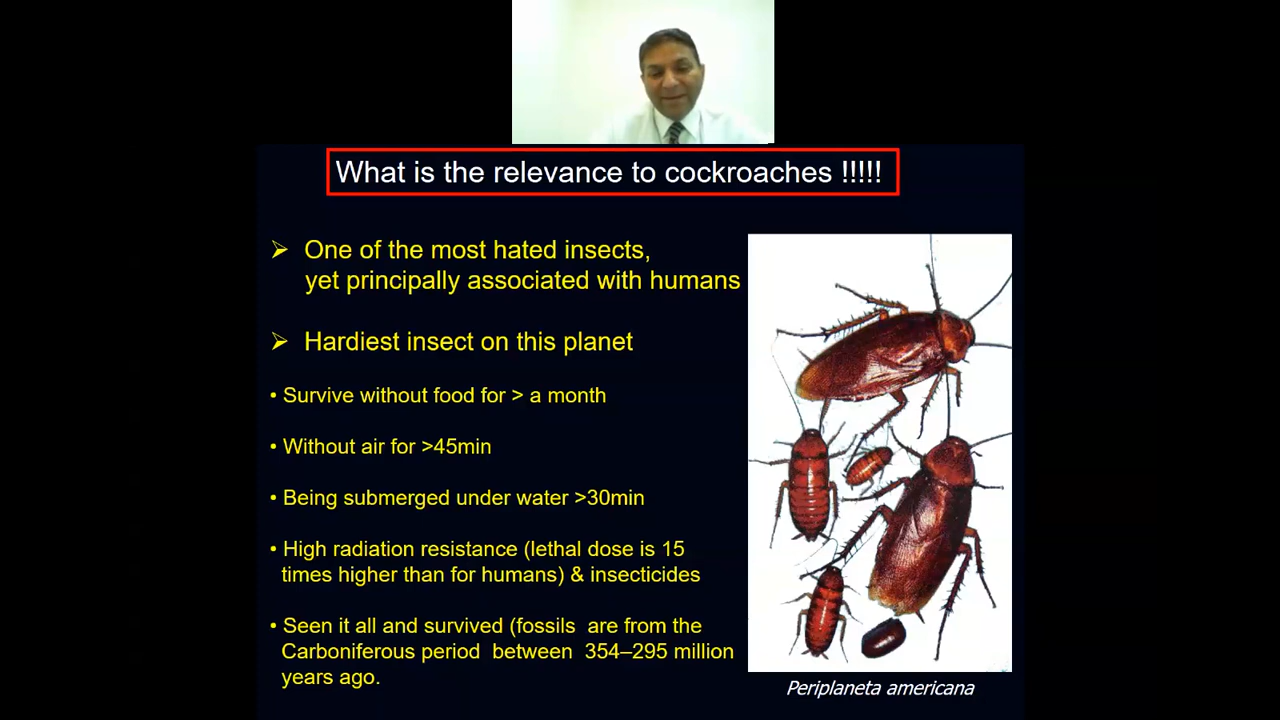 What is the relevance to cockroaches !!!!!
➢ One of the most hated insects,
yet principally associated with humans
➢ Hardiest insect on this planet
• Survive without food for > a month
• Without air for >45min
• Being submerged under water >30min
• High radiation resistance (lethal dose is 15
times higher than for humans) & insecticides
• Seen it all and survived (fossils are from the
Carboniferous period between 354–295 million
years ago.
Periplaneta americana